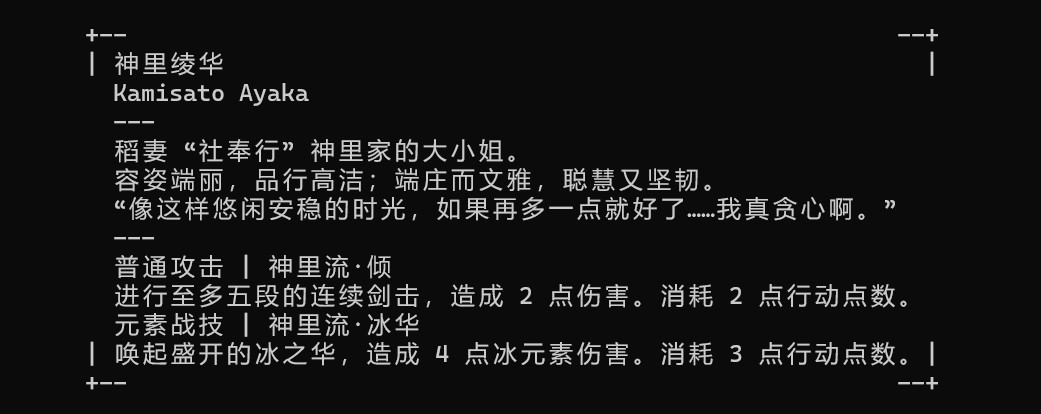 +-- --+
| 神里绫华 |
Kamisato Ayaka
---
稻妻 “社奉行” 神里家的大小姐。
容姿端丽, 品行高洁; 端庄而文雅, 聪慧又坚韧。
“像这样悠闲安稳的时光, 如果再多一点就好了……我真贪心啊。”
---
普通攻击 | 神里流·倾
进行至多五段的连续剑击, 造成 2 点伤害。消耗 2 点行动点数。
元素战技 | 神里流·冰华
| 唤起盛开的冰之华, 造成 4 点冰元素伤害。消耗 3 点行动点数。|
+-- --+